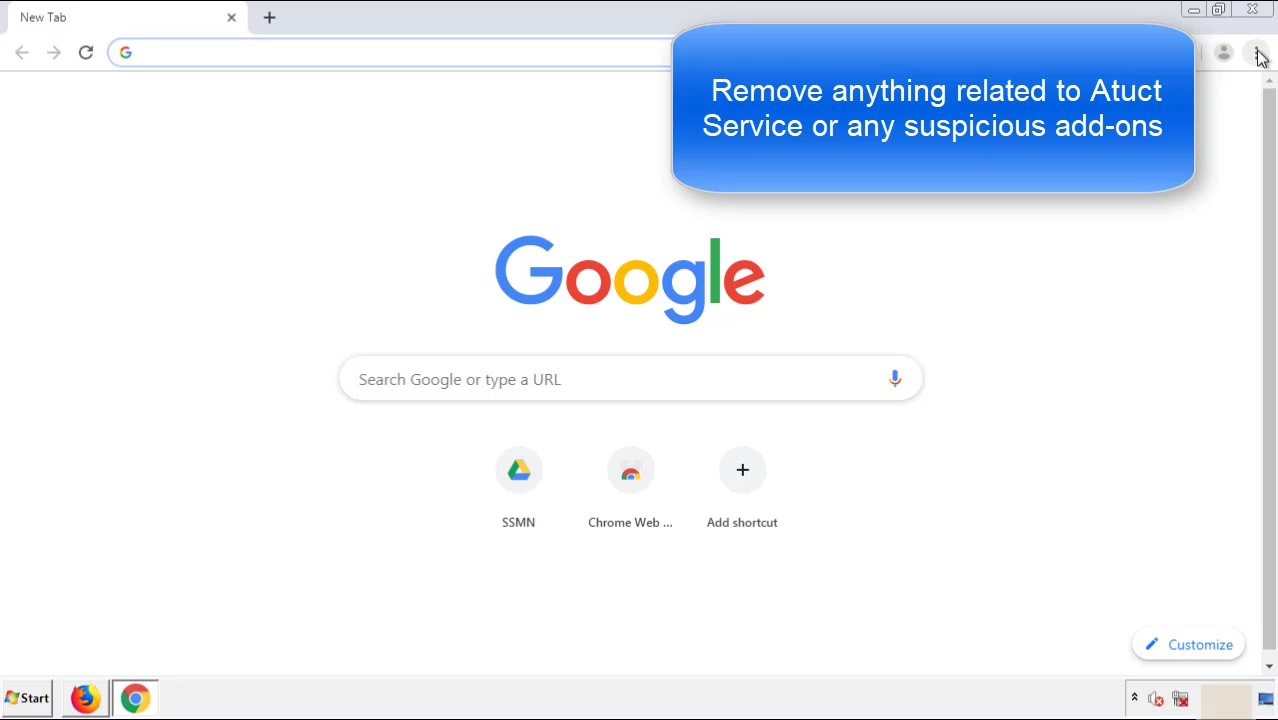 New Tab
Remove anything related to Atuct
Service or any suspicious add-ons
Google
Search Google or type a URL
SSMN
Chrome Web ...
Add shortcut
Customize
Start